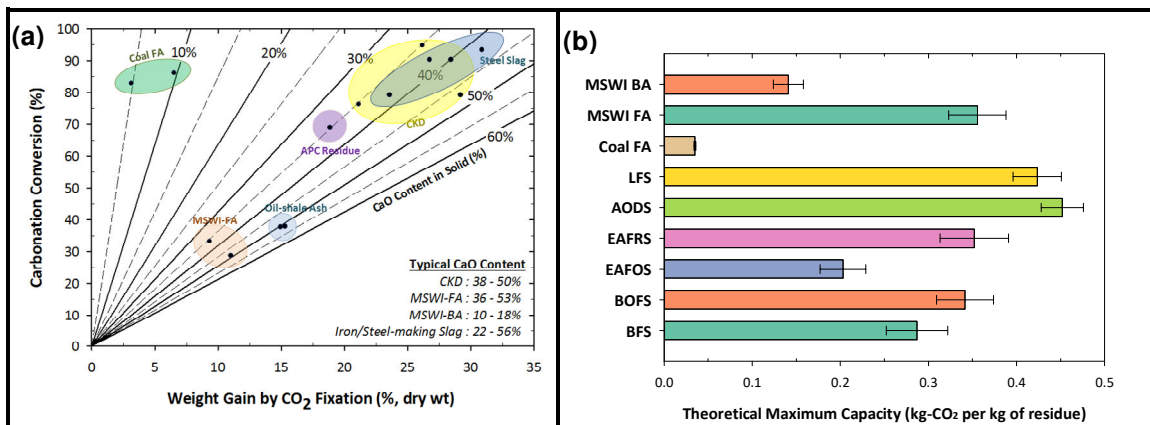 (a)
Carbonation Conversion (%)
100
90
80
70
60
50
40
30
20
10
0
0
5
10
15
20
25
30
35
Weight Gain by CO2 Fixation (%, dry wt)
Coal FA
10%
20%
30%
40%
50%
60%
Steel Slag
CKD
APC Residue
CaO Content in Solid (%)
MSWI-FA
Oil-shale Ash
Typical CaO Content
CKD : 38 - 50%
MSWI-FA : 36 - 53%
MSWI-BA : 10 - 18%
Iron/Steel-making Slag : 22 - 56%
(b)
MSWI BA
MSWI FA
Coal FA
LFS
AODS
EAFRS
EAFOS
BOFS
BFS
0.0
0.1
0.2
0.3
0.4
0.5
Theoretical Maximum Capacity (kg-CO₂ per kg of residue)